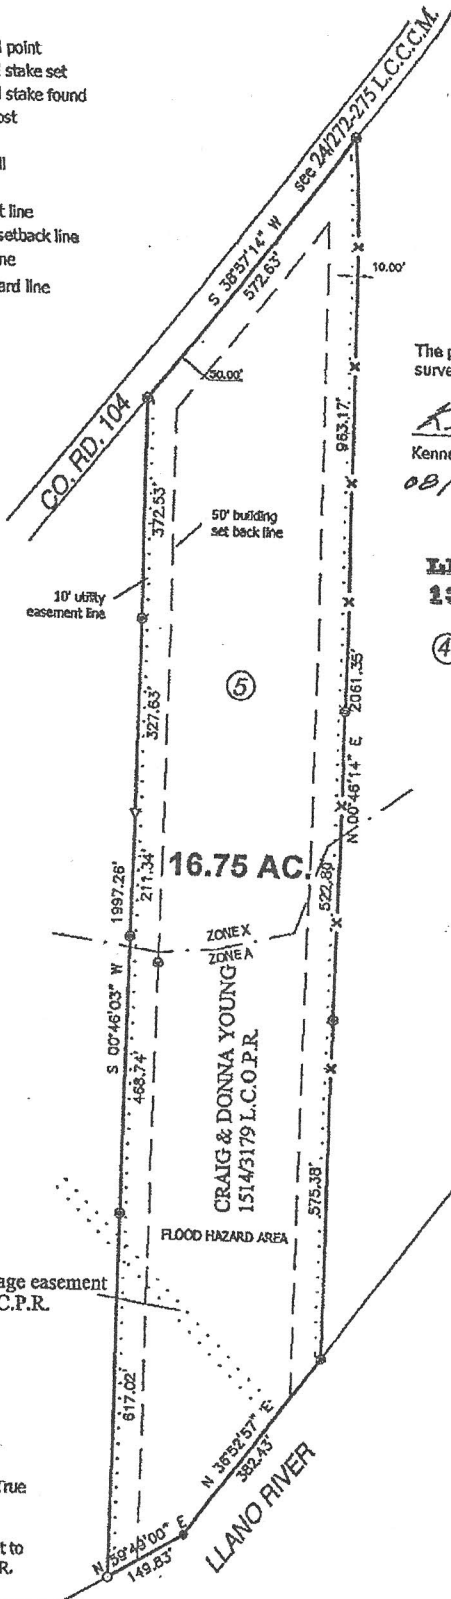 point
stake set
stake found
t line
setback line
ard line
see 24/272-275 L.C.C.C.M.
S 38°57'14" W
572.63'
10.00'
50.00'
CO. RD. 104
The p
surve
Kenne
08/
372.53'
963.17'
50' building
set back line
10' utility
easement line
④
⑤
327.63'
2061.35'
N 00°46'14" E
16.75 AC.
1997.26'
211.34'
522.80'
ZONE X
ZONE A
S 00°46'03" W
468.74'
CRAIG & DONNA YOUNG
1514/3179 L.C.O.P.R.
575.38'
FLOOD HAZARD AREA
age easement
C.P.R.
617.02'
N 36°52'57" E
382.43'
LLANO RIVER
True
N 59°49'00" E
149.83'
t to
R.